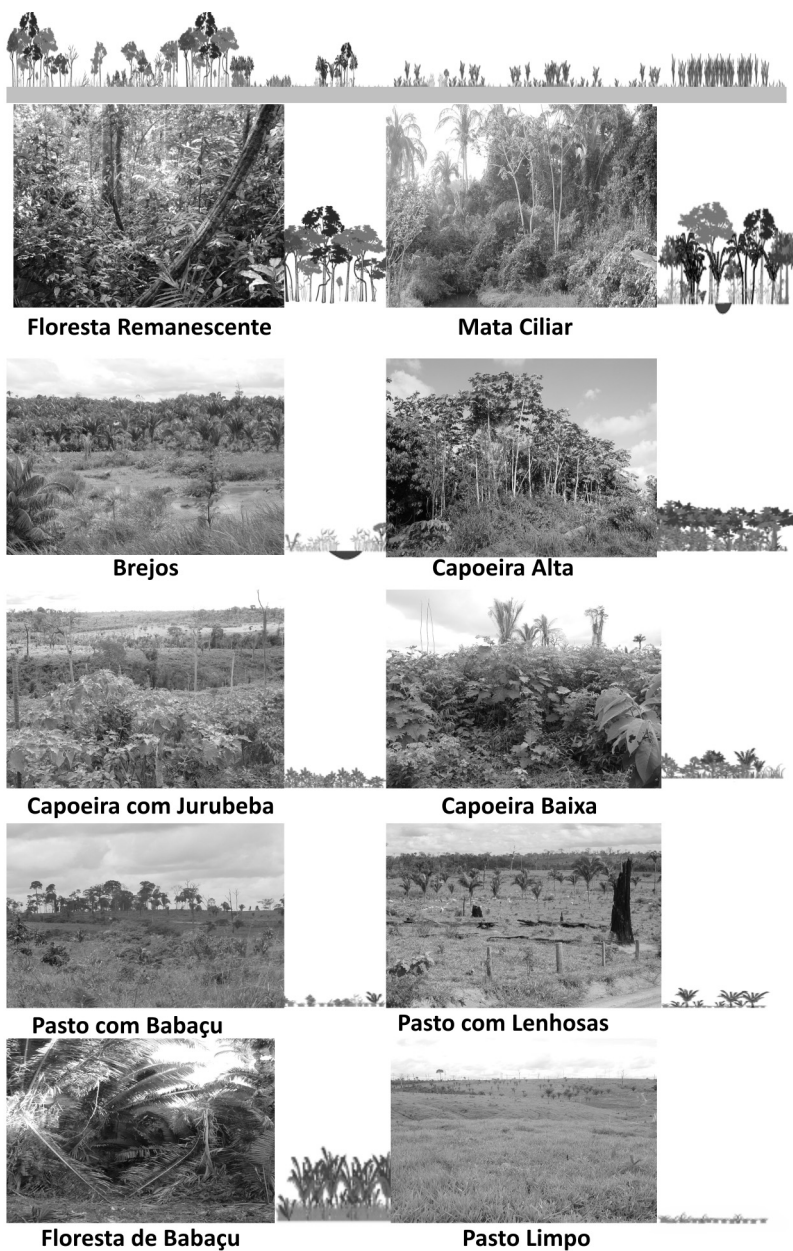 Floresta Remanescente
Mata Ciliar
Brejos
Capoeira Alta
Capoeira com Jurubeba
Capoeira Baixa
Pasto com Babaçu
Pasto com Lenhosas
Floresta de Babaçu
Pasto Limpo